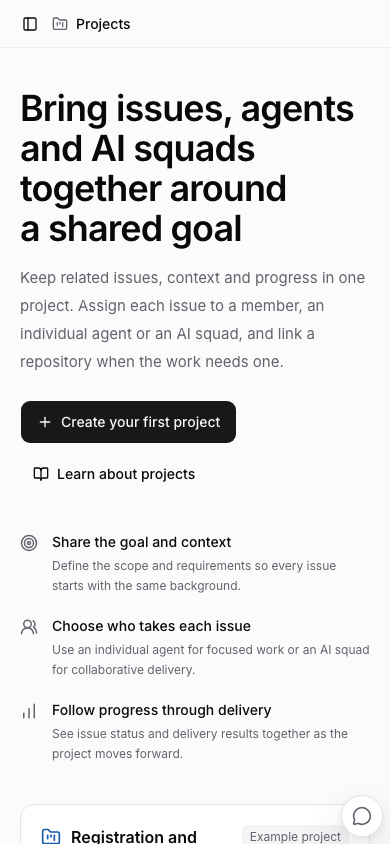 Projects
Bring issues, agents
and AI squads
together around
a shared goal
Keep related issues, context and progress in one
project. Assign each issue to a member, an
individual agent or an AI squad, and link a
repository when the work needs one.
Create your first project
Learn about projects
Share the goal and context
Define the scope and requirements so every issue
starts with the same background.
Choose who takes each issue
Use an individual agent for focused work or an AI squad
for collaborative delivery.
Follow progress through delivery
See issue status and delivery results together as the
project moves forward.
Registration and
Example project